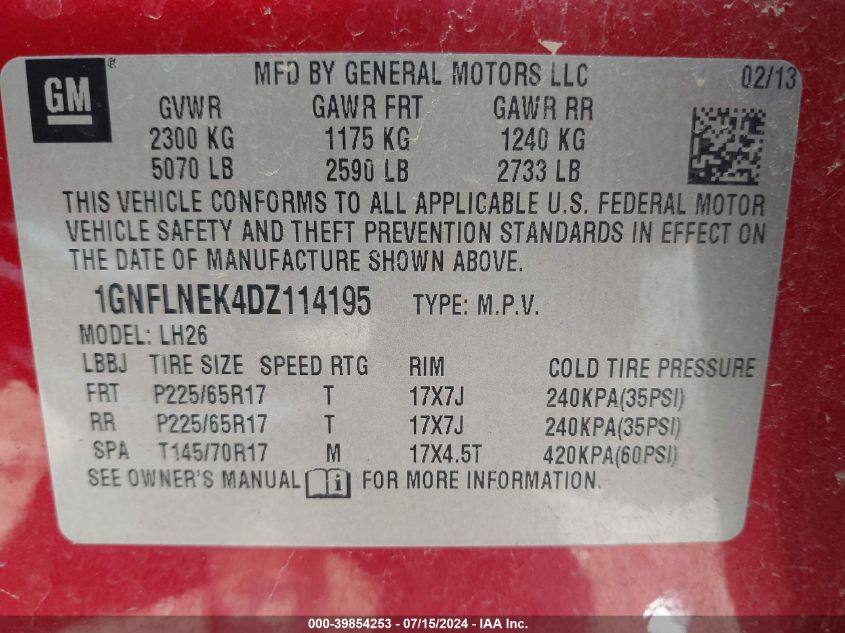 GM® MFD BY GENERAL MOTORS LLC 02/13
GVWR GAWR FRT GAWR RR
2300 KG 1175 KG 1240 KG
5070 LB 2590 LB 2733 LB
THIS VEHICLE CONFORMS TO ALL APPLICABLE U.S. FEDERAL MOTOR
VEHICLE SAFETY AND THEFT PREVENTION STANDARDS IN EFFECT ON
THE DATE OF MANUFACTURE SHOWN ABOVE.
1GNFLNEK4DZ114195 TYPE: M.P.V.
MODEL: LH26
LBBJ TIRE SIZE SPEED RTG RIM COLD TIRE PRESSURE
FRT P225/65R17 T 17X7J 240KPA(35PSI)
RR P225/65R17 T 17X7J 240KPA(35PSI)
SPA T145/70R17 M 17X4.5T 420KPA(60PSI)
SEE OWNER'S MANUAL i FOR MORE INFORMATION.
000-39854253 - 07/15/2024 - IAA Inc.